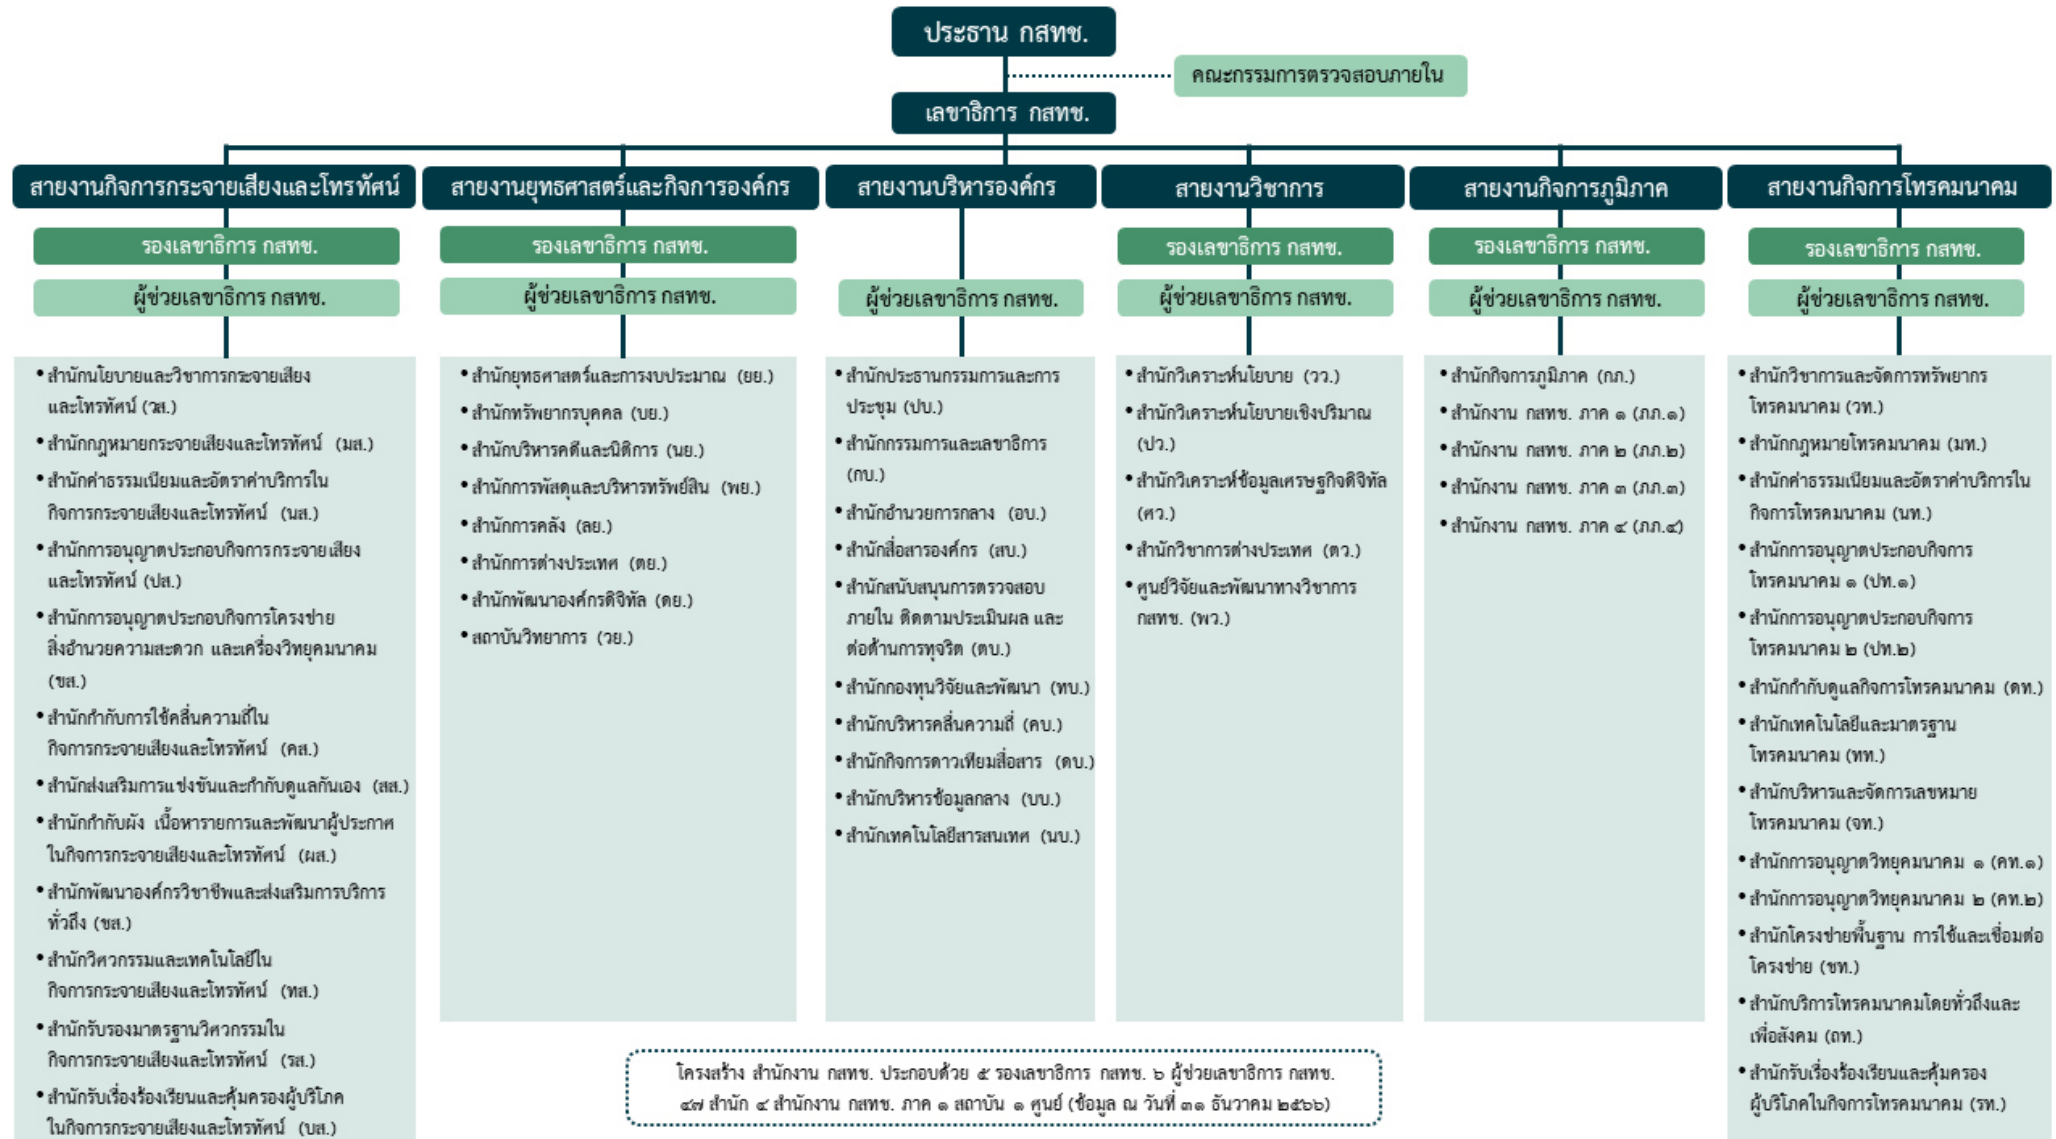 ประธาน กสทช.
คณะกรรมการตรวจสอบภายใน
เลขาธิการ กสทช.
สายงานกิจการกระจายเสียงและโทรทัศน์
รองเลขาธิการ กสทช.
ผู้ช่วยเลขาธิการ กสทช.
• สำนักนโยบายและวิชาการกระจายเสียง
และโทรทัศน์ (วส.)
• สำนักกฎหมายกระจายเสียงและโทรทัศน์ (มส.)
• สำนักค่าธรรมเนียมและอัตราค่าบริการใน
กิจการกระจายเสียงและโทรทัศน์ (นส.)
• สำนักการอนุญาตประกอบกิจการกระจายเสียง
และโทรทัศน์ (ปส.)
• สำนักการอนุญาตประกอบกิจการโครงข่าย
สิ่งอำนวยความสะดวก และเครื่องวิทยุคมนาคม
(ขส.)
• สำนักกำกับการใช้คลื่นความถี่ใน
กิจการกระจายเสียงและโทรทัศน์ (คส.)
• สำนักส่งเสริมการแข่งขันและกำกับดูแลกันเอง (สส.)
• สำนักกำกับผัง เนื้อหารายการและพัฒนาผู้ประกาศ
ในกิจการกระจายเสียงและโทรทัศน์ (ผส.)
• สำนักพัฒนาองค์กรวิชาชีพและส่งเสริมการบริการ
ทั่วถึง (ชส.)
• สำนักวิศวกรรมและเทคโนโลยีใน
กิจการกระจายเสียงและโทรทัศน์ (ทส.)
• สำนักรับรองมาตรฐานวิศวกรรมใน
กิจการกระจายเสียงและโทรทัศน์ (รส.)
• สำนักรับเรื่องร้องเรียนและคุ้มครองผู้บริโภค
ในกิจการกระจายเสียงและโทรทัศน์ (บส.)
สายงานยุทธศาสตร์และกิจการองค์กร
รองเลขาธิการ กสทช.
ผู้ช่วยเลขาธิการ กสทช.
• สำนักยุทธศาสตร์และการงบประมาณ (ยย.)
• สำนักทรัพยากรบุคคล (บย.)
• สำนักบริหารคดีและนิติการ (นย.)
• สำนักการพัสดุและบริหารทรัพย์สิน (พย.)
• สำนักการคลัง (ลย.)
• สำนักการต่างประเทศ (ตย.)
• สำนักพัฒนาองค์กรดิจิทัล (ดย.)
• สถาบันวิทยาการ (วย.)
สายงานบริหารองค์กร
ผู้ช่วยเลขาธิการ กสทช.
• สำนักประธานกรรมการและการ
ประชุม (ปบ.)
• สำนักกรรมการและเลขาธิการ
(กบ.)
• สำนักอำนวยการกลาง (อบ.)
• สำนักสื่อสารองค์กร (สบ.)
• สำนักสนับสนุนการตรวจสอบ
ภายใน ติดตามประเมินผล และ
ต่อต้านการทุจริต (ตบ.)
• สำนักกองทุนวิจัยและพัฒนา (ทบ.)
• สำนักบริหารคลื่นความถี่ (คบ.)
• สำนักกิจการดาวเทียมสื่อสาร (ดบ.)
• สำนักบริหารข้อมูลกลาง (บบ.)
• สำนักเทคโนโลยีสารสนเทศ (นบ.)
สายงานวิชาการ
รองเลขาธิการ กสทช.
ผู้ช่วยเลขาธิการ กสทช.
• สำนักวิเคราะห์นโยบาย (วว.)
• สำนักวิเคราะห์นโยบายเชิงปริมาณ
(ปว.)
• สำนักวิเคราะห์ข้อมูลเศรษฐกิจดิจิทัล
(ศว.)
• สำนักวิชาการต่างประเทศ (ตว.)
• ศูนย์วิจัยและพัฒนาทางวิชาการ
กสทช. (พว.)
สายงานกิจการภูมิภาค
รองเลขาธิการ กสทช.
ผู้ช่วยเลขาธิการ กสทช.
• สำนักกิจการภูมิภาค (กภ.)
• สำนักงาน กสทช. ภาค ๑ (ภภ.๑)
• สำนักงาน กสทช. ภาค ๒ (ภภ.๒)
• สำนักงาน กสทช. ภาค ๓ (ภภ.๓)
• สำนักงาน กสทช. ภาค ๔ (ภภ.๔)
สายงานกิจการโทรคมนาคม
รองเลขาธิการ กสทช.
ผู้ช่วยเลขาธิการ กสทช.
• สำนักวิชาการและจัดการทรัพยากร
โทรคมนาคม (วท.)
• สำนักกฎหมายโทรคมนาคม (มท.)
• สำนักค่าธรรมเนียมและอัตราค่าบริการใน
กิจการโทรคมนาคม (นท.)
• สำนักการอนุญาตประกอบกิจการ
โทรคมนาคม ๑ (ปท.๑)
• สำนักการอนุญาตประกอบกิจการ
โทรคมนาคม ๒ (ปท.๒)
• สำนักกำกับดูแลกิจการโทรคมนาคม (ดท.)
• สำนักเทคโนโลยีและมาตรฐาน
โทรคมนาคม (ทท.)
• สำนักบริหารและจัดการเลขหมาย
โทรคมนาคม (จท.)
• สำนักการอนุญาตวิทยุคมนาคม ๑ (คท.๑)
• สำนักการอนุญาตวิทยุคมนาคม ๒ (คท.๒)
• สำนักโครงข่ายพื้นฐาน การใช้และเชื่อมต่อ
โครงข่าย (ชท.)
• สำนักบริการโทรคมนาคมโดยทั่วถึงและ
เพื่อสังคม (ถท.)
• สำนักรับเรื่องร้องเรียนและคุ้มครอง
ผู้บริโภคในกิจการโทรคมนาคม (รท.)
โครงสร้าง สำนักงาน กสทช. ประกอบด้วย ๕ รองเลขาธิการ กสทช. ๖ ผู้ช่วยเลขาธิการ กสทช.
๔๗ สำนัก ๔ สำนักงาน กสทช. ภาค ๑ สถาบัน ๑ ศูนย์ (ข้อมูล ณ วันที่ ๓๑ ธันวาคม ๒๕๖๖)